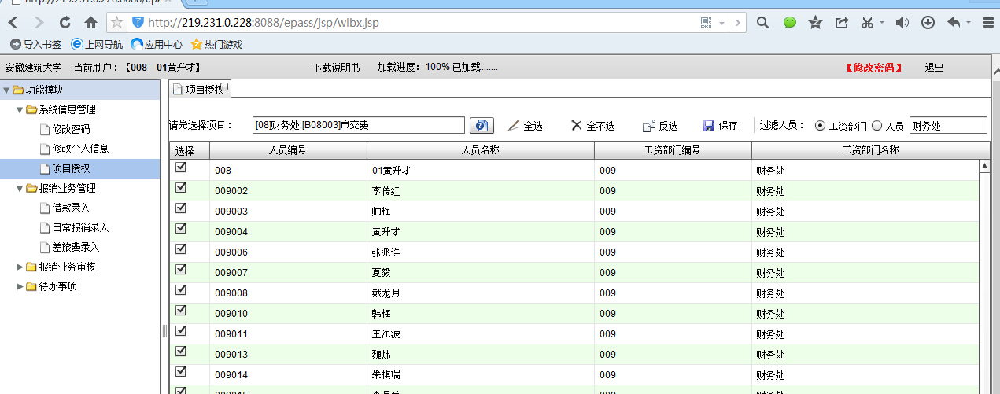 http://219.231.0.228:8088/epass/jsp/wlbx.jsp
导入书签 上网导航 应用中心 热门游戏
安徽建筑大学 当前用户:【008 01黄升才】 下载说明书 加载进度: 100% 已加载....... 【修改密码】 退出
功能模块
系统信息管理
修改密码
修改个人信息
项目授权
报销业务管理
借款录入
日常报销录入
差旅费录入
报销业务审核
待办事项
项目授权
请先选择项目: [08]财务处.[B08003]市交费 全选 全不选 反选 保存 过滤人员: 工资部门 人员 财务处
选择 人员编号 人员名称 工资部门编号 工资部门名称
008 01黄升才 009 财务处
009002 李传红 009 财务处
009003 帅梅 009 财务处
009004 黄升才 009 财务处
009006 张兆许 009 财务处
009007 夏毅 009 财务处
009008 戴龙月 009 财务处
009010 韩梅 009 财务处
009011 王江波 009 财务处
009013 魏炜 009 财务处
009014 朱棋瑞 009 财务处